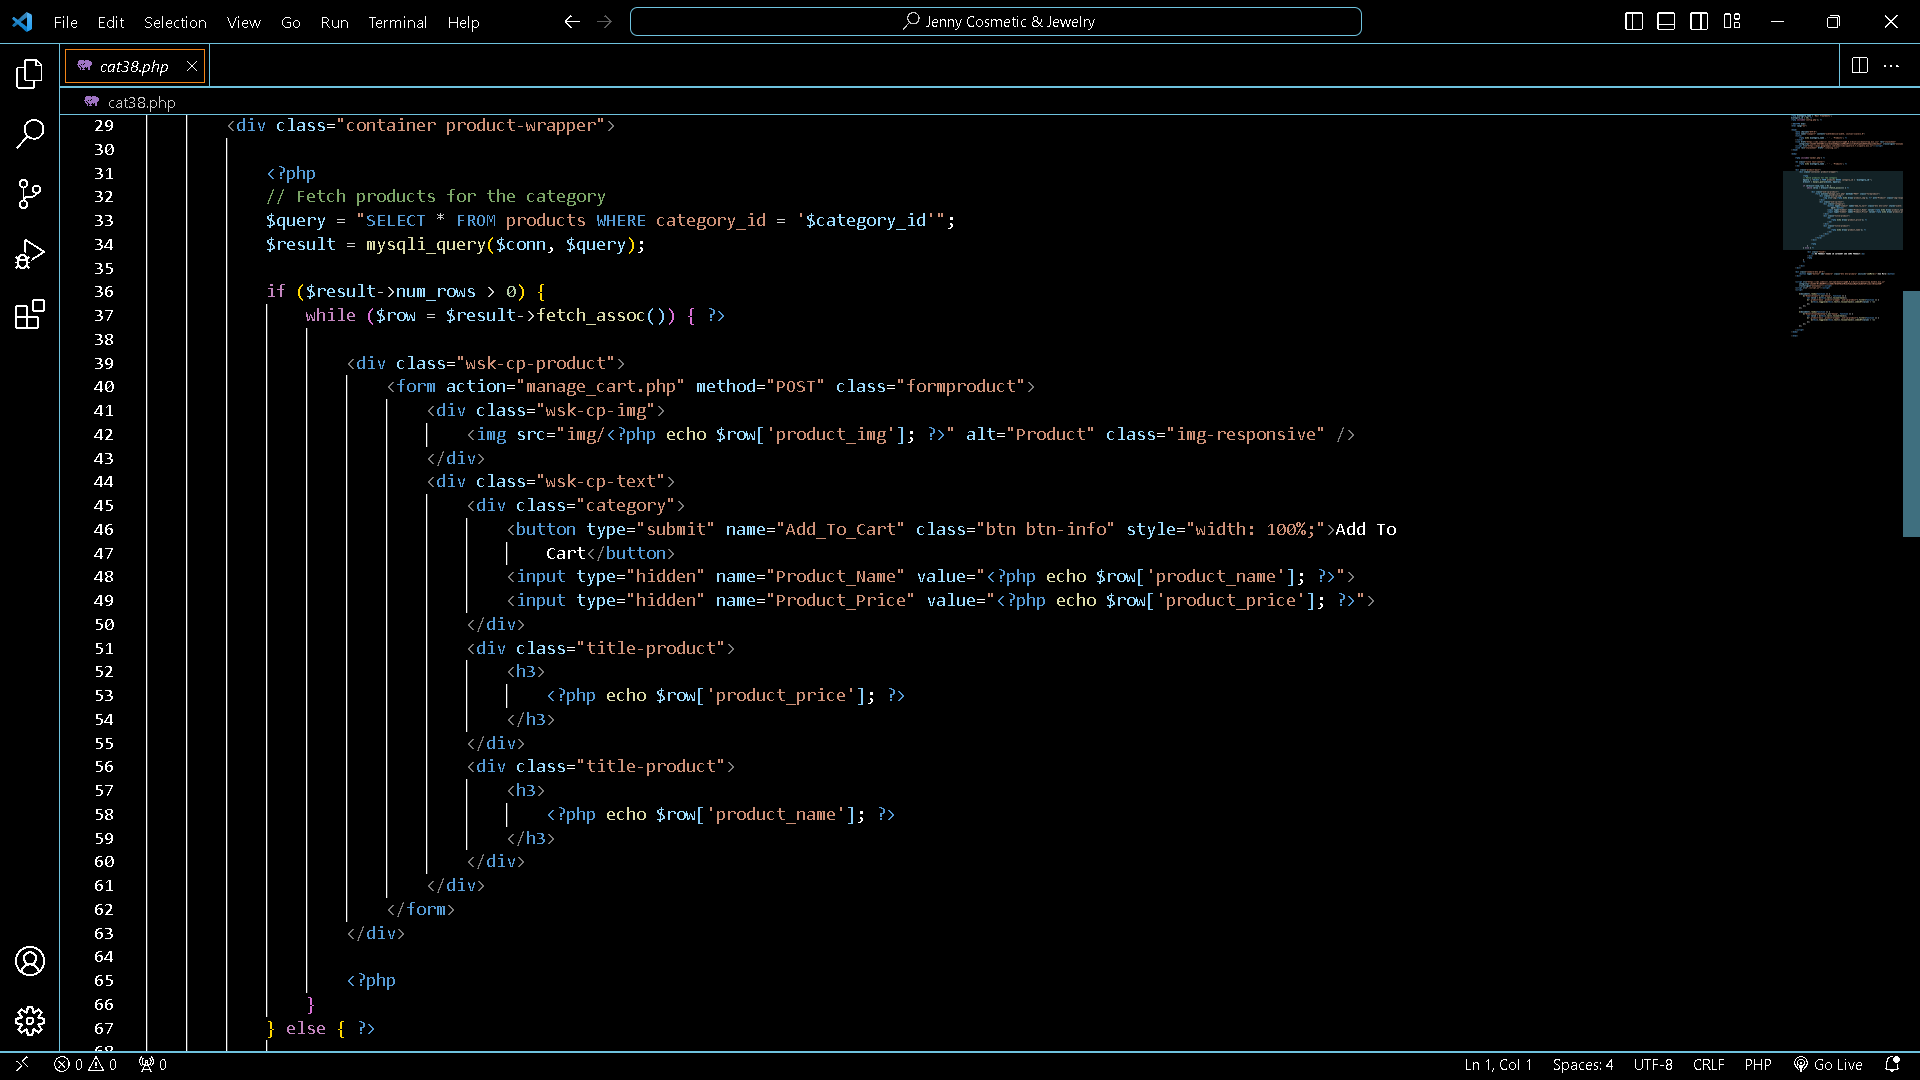 File Edit Selection View Go Run Terminal Help
Jenny Cosmetic & Jewelry
cat38.php
cat38.php
29 <div class="container product-wrapper">
30
31 <?php
32 // Fetch products for the category
33 $query = "SELECT * FROM products WHERE category_id = '$category_id'";
34 $result = mysqli_query($conn, $query);
35
36 if ($result->num_rows > 0) {
37 while ($row = $result->fetch_assoc()) { ?>
38
39 <div class="wsk-cp-product">
40 <form action="manage_cart.php" method="POST" class="formproduct">
41 <div class="wsk-cp-img">
42 <img src="img/<?php echo $row['product_img']; ?>" alt="Product" class="img-responsive" />
43 </div>
44 <div class="wsk-cp-text">
45 <div class="category">
46 <button type="submit" name="Add_To_Cart" class="btn btn-info" style="width: 100%;">Add To
47 Cart</button>
48 <input type="hidden" name="Product_Name" value="<?php echo $row['product_name']; ?>">
49 <input type="hidden" name="Product_Price" value="<?php echo $row['product_price']; ?>">
50 </div>
51 <div class="title-product">
52 <h3>
53 <?php echo $row['product_price']; ?>
54 </h3>
55 </div>
56 <div class="title-product">
57 <h3>
58 <?php echo $row['product_name']; ?>
59 </h3>
60 </div>
61 </div>
62 </form>
63 </div>
64
65 <?php
66 }
67 } else { ?>
0 0 0 Ln 1, Col 1 Spaces: 4 UTF-8 CRLF PHP Go Live